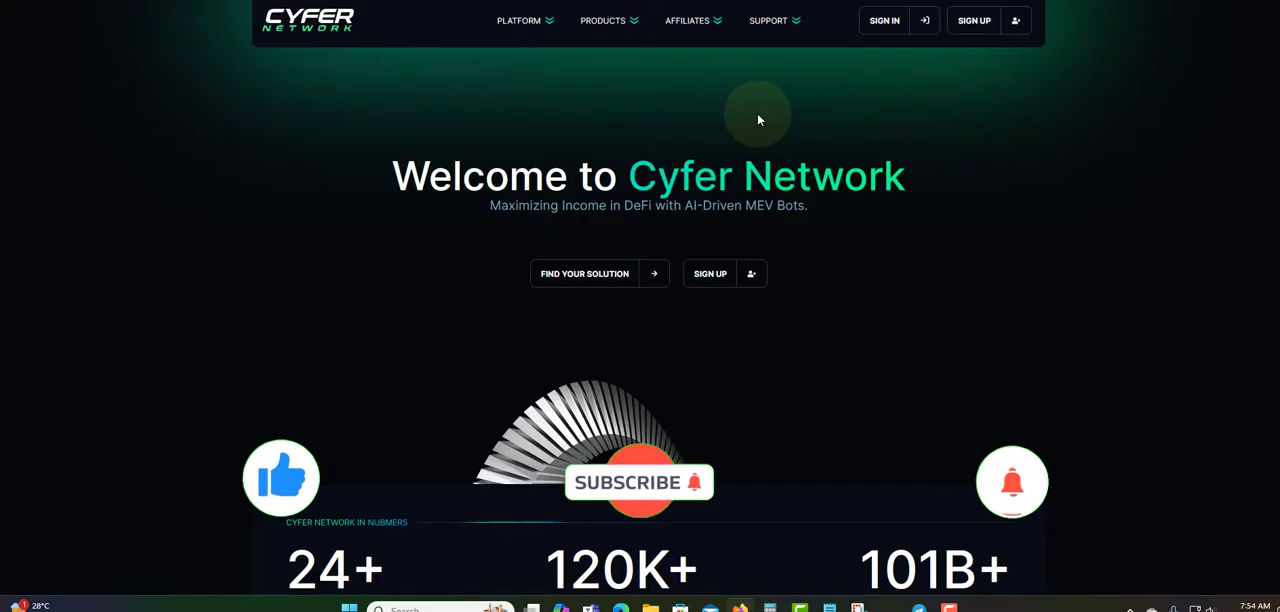 CYFER
NETWORK
PLATFORM
PRODUCTS
AFFILIATES
SUPPORT
SIGN IN
SIGN UP
Welcome to Cyfer Network
Maximizing Income in DeFi with AI-Driven MEV Bots.
FIND YOUR SOLUTION
SIGN UP
SUBSCRIBE
CYFER NETWORK IN NUBMERS
24+
120K+
101B+
1
28°C
Search
7:54 AM